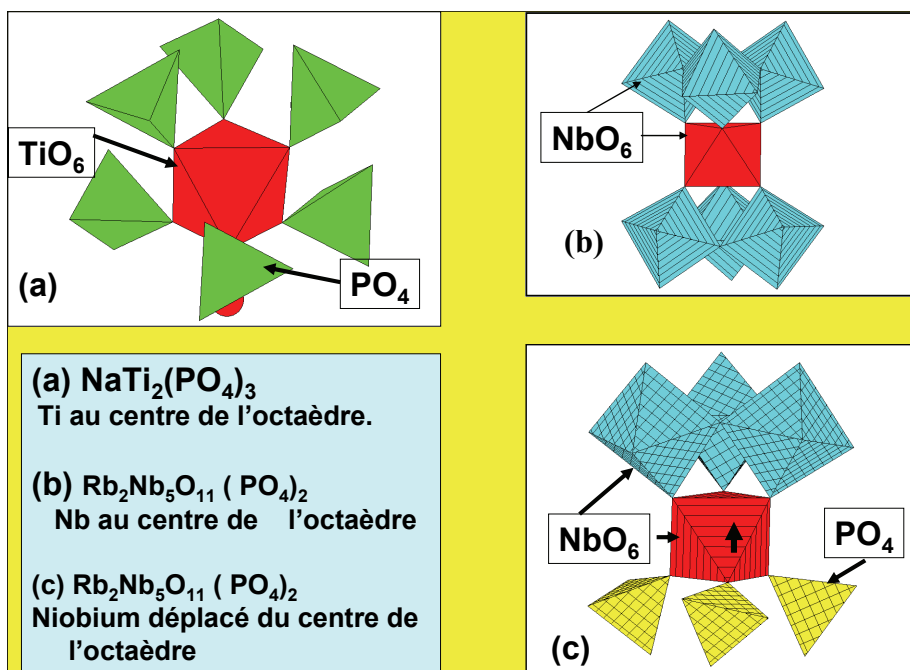 TiO₆
PO₄
(a)
NbO₆
(b)
(a) NaTi₂(PO₄)₃
Ti au centre de l’octaèdre.
(b) Rb₂Nb₅O₁₁ ( PO₄)₂
Nb au centre de l’octaèdre
(c) Rb₂Nb₅O₁₁ ( PO₄)₂
Niobium déplacé du centre de
l’octaèdre
NbO₆
PO₄
(c)